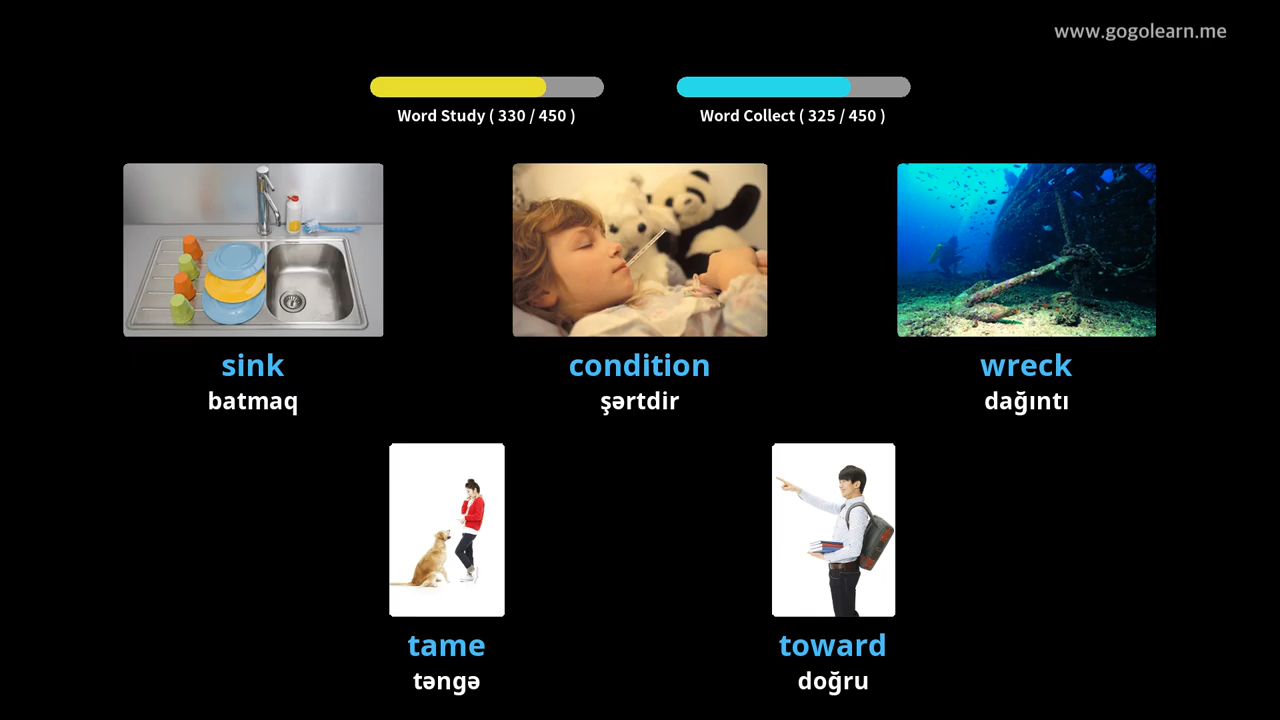 www.gogolearn.me
Word Study ( 330 / 450 )
Word Collect ( 325 / 450 )
sink
batmaq
condition
şərtdir
wreck
dağıntı
tame
təngə
toward
doğru